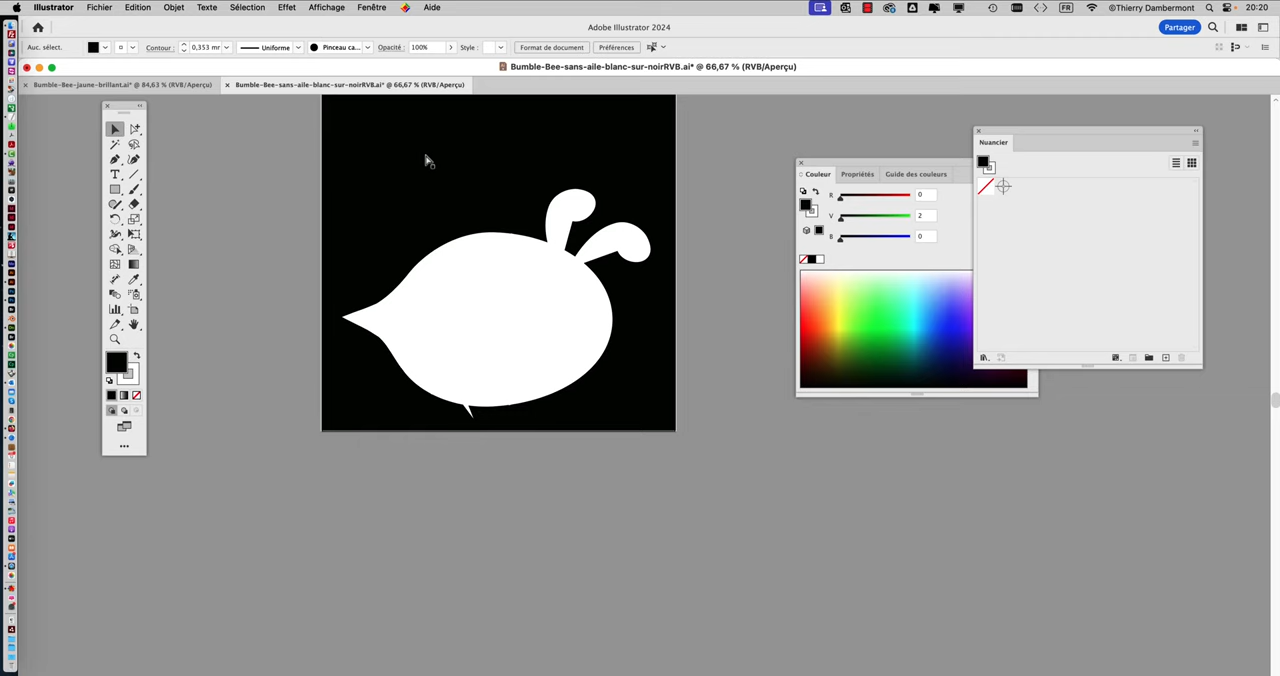 Illustrator Fichier Edition Objet Texte Sélection Effet Affichage Fenêtre Aide FR @Thierry Dambermont 20:20
Adobe Illustrator 2024
Partager
Auc. sélect. Contour : 0,353 mm Uniforme Pinceau ca... Opacité : 100% Style : Format de document Préférences
Bumble-Bee-sans-aile-blanc-sur-noirRVB.ai* @ 66,67 % (RVB/Aperçu)
Bumble-Bee-jaune-brillant.ai* @ 84,63 % (RVB/Aperçu) Bumble-Bee-sans-aile-blanc-sur-noirRVB.ai* @ 66,67 % (RVB/Aperçu)
Nuancier
Couleur Propriétés Guide des couleurs
R 0
V 2
B 0